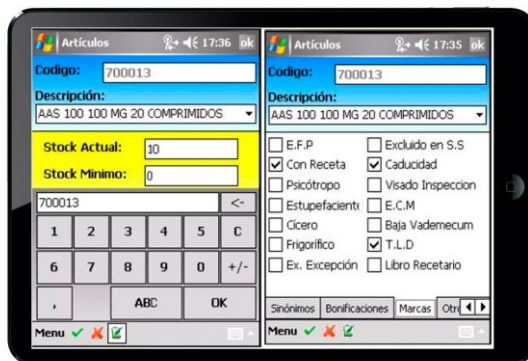 Artículos 17:36 ok
Codigo: 700013
Descripción:
AAS 100 100 MG 20 COMPRIMIDOS
Stock Actual: 10
Stock Minimo: 0
700013 <-
1 2 3 4 5 C
6 7 8 9 0 +/-
, ABC OK
Menu
Artículos 17:35 ok
Codigo: 700013
Descripción:
AAS 100 100 MG 20 COMPRIMIDOS
E.F.P Excluido en S.S
Con Receta Caducidad
Psicótropo Visado Inspeccion
Estupefaciente E.C.M
Cícero Baja Vademecum
Frigorífico T.L.D
Ex. Excepción Libro Recetario
Sinónimos Bonificaciones Marcas Otro
Menu